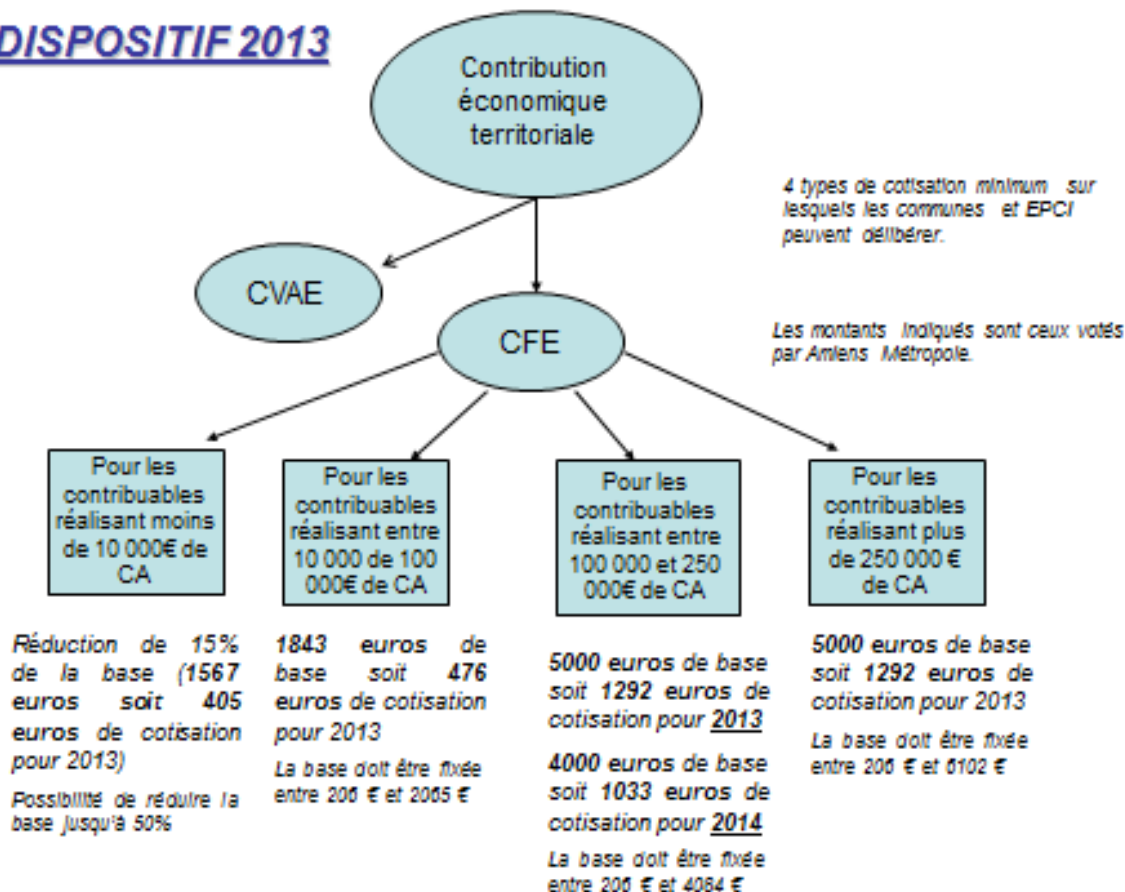 DISPOSITIF 2013
Contribution
économique
territoriale
4 types de cotisation minimum sur
lesquels les communes et EPCI
peuvent délibérer.
CVAE
CFE
Les montants indiqués sont ceux votés
par Amiens Métropole.
Pour les
contribuables
réalisant moins
de 10 000€ de
CA
Pour les
contribuables
réalisant entre
10 000 de 100
000€ de CA
Pour les
contribuables
réalisant entre
100 000 et 250
000€ de CA
Pour les
contribuables
réalisant plus
de 250 000 €
de CA
Réduction de 15%
de la base (1567
euros soit 405
euros de cotisation
pour 2013)
Possibilité de réduire la
base jusqu'à 50%
1843 euros de
base soit 476
euros de cotisation
pour 2013
La base doit être fixée
entre 206 € et 2065 €
5000 euros de base
soit 1292 euros de
cotisation pour 2013
4000 euros de base
soit 1033 euros de
cotisation pour 2014
La base doit être fixée
entre 206 € et 4084 €
5000 euros de base
soit 1292 euros de
cotisation pour 2013
La base doit être fixée
entre 206 € et 6102 €